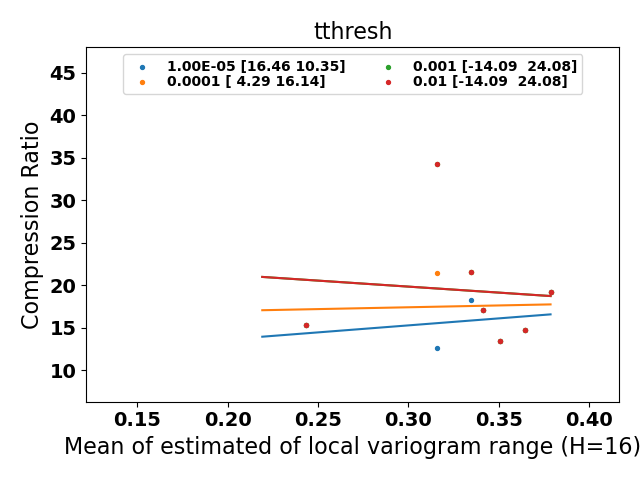 tthresh
1.00E-05 [16.46 10.35]
0.0001 [ 4.29 16.14]
0.001 [-14.09  24.08]
0.01 [-14.09  24.08]
Compression Ratio
45
40
35
30
25
20
15
10
0.15 0.20 0.25 0.30 0.35 0.40
Mean of estimated of local variogram range (H=16)